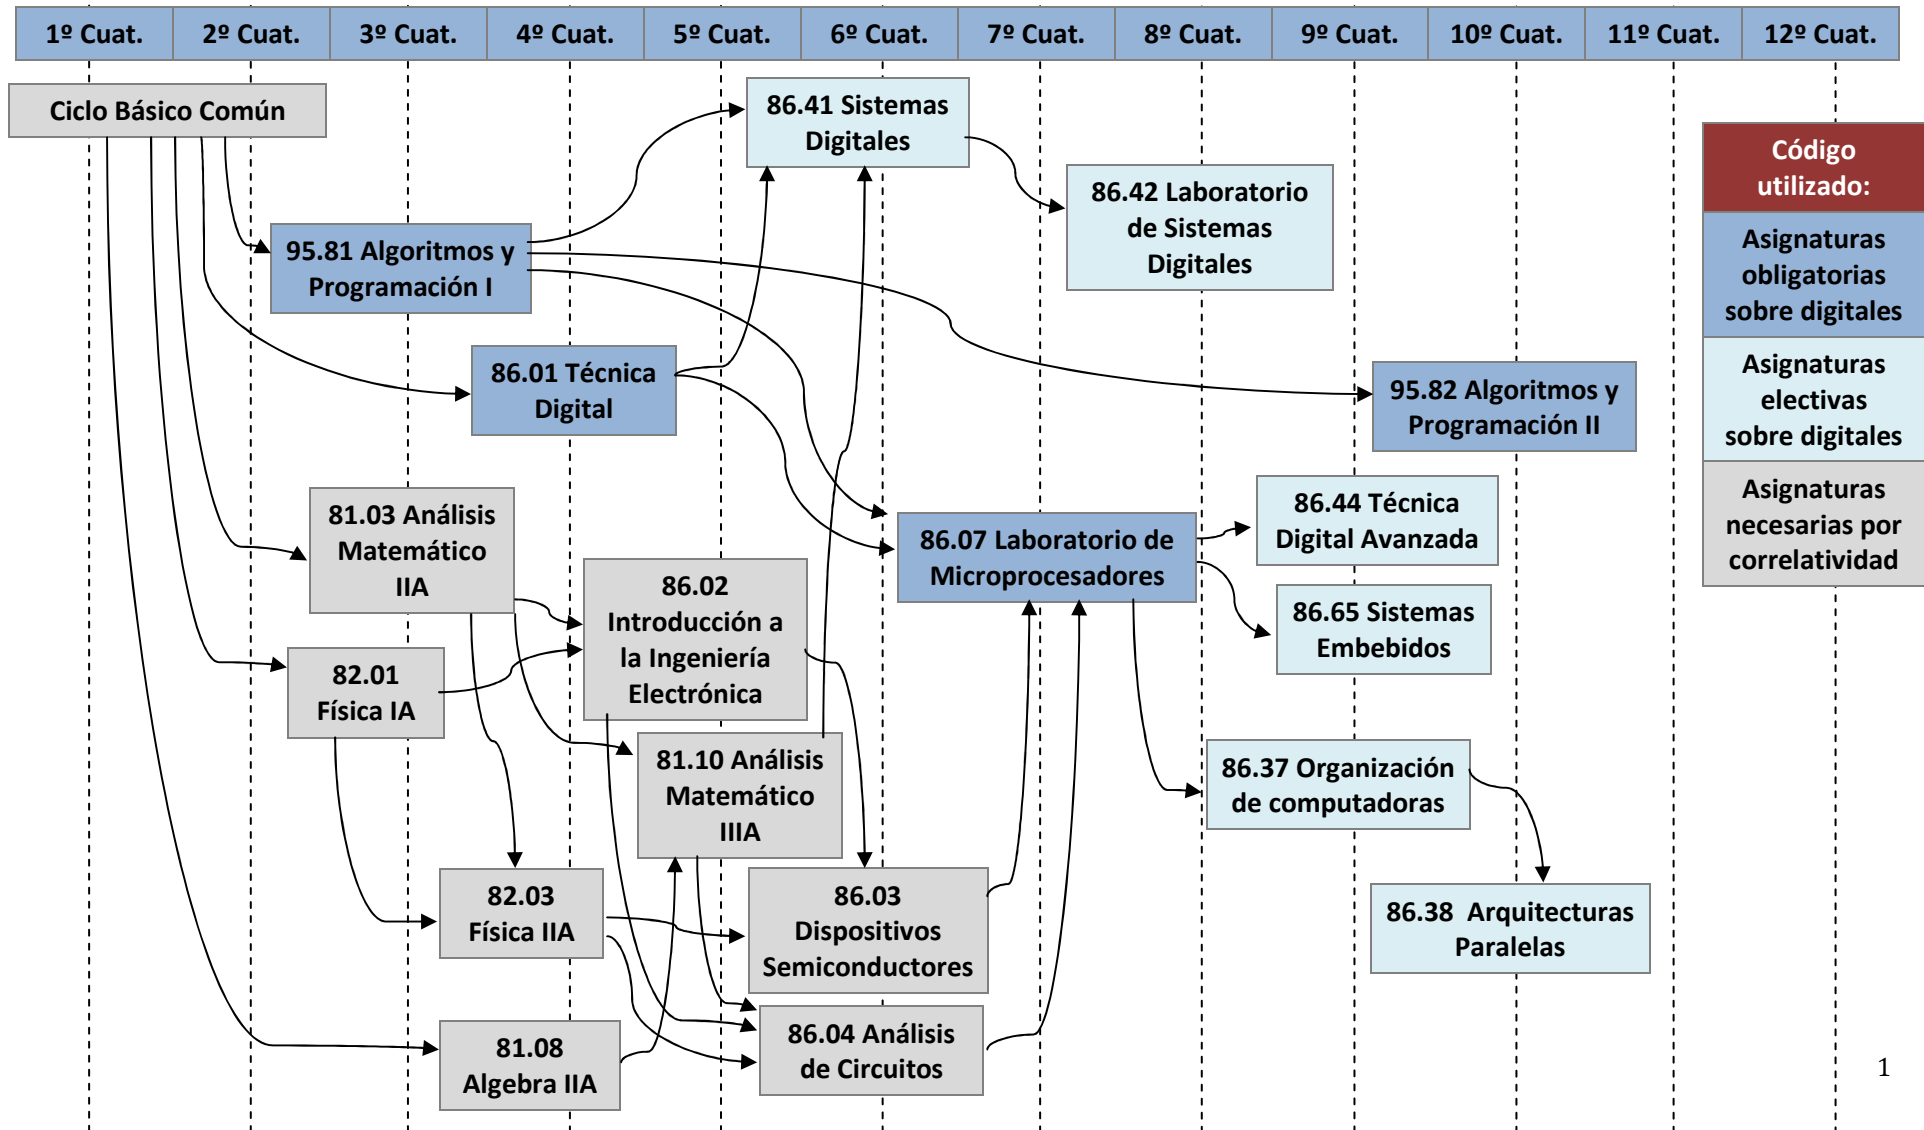 1º Cuat.
2º Cuat.
3º Cuat.
4º Cuat.
5º Cuat.
6º Cuat.
7º Cuat.
8º Cuat.
9º Cuat.
10º Cuat.
11º Cuat.
12º Cuat.
Ciclo Básico Común
86.41 Sistemas
Digitales
86.42 Laboratorio
de Sistemas
Digitales
95.81 Algoritmos y
Programación I
86.01 Técnica
Digital
95.82 Algoritmos y
Programación II
81.03 Análisis
Matemático
IIA
86.02
Introducción a
la Ingeniería
Electrónica
86.07 Laboratorio de
Microprocesadores
86.44 Técnica
Digital Avanzada
86.65 Sistemas
Embebidos
82.01
Física IA
81.10 Análisis
Matemático
IIIA
86.37 Organización
de computadoras
82.03
Física IIA
86.03
Dispositivos
Semiconductores
86.38 Arquitecturas
Paralelas
81.08
Algebra IIA
86.04 Análisis
de Circuitos
Código
utilizado:
Asignaturas
obligatorias
sobre digitales
Asignaturas
electivas
sobre digitales
Asignaturas
necesarias por
correlatividad
1